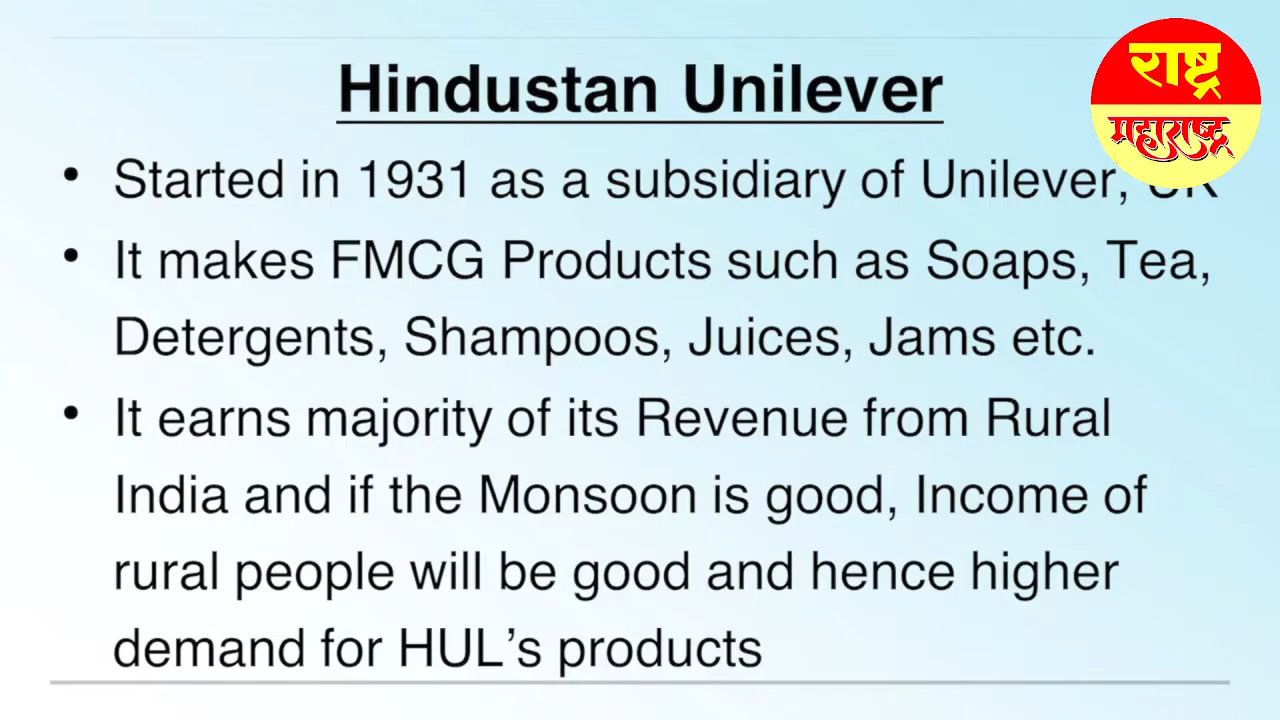 Hindustan Unilever
राष्ट्र
महाराष्ट्र
• Started in 1931 as a subsidiary of Unilever, UK
• It makes FMCG Products such as Soaps, Tea,
Detergents, Shampoos, Juices, Jams etc.
• It earns majority of its Revenue from Rural
India and if the Monsoon is good, Income of
rural people will be good and hence higher
demand for HUL’s products